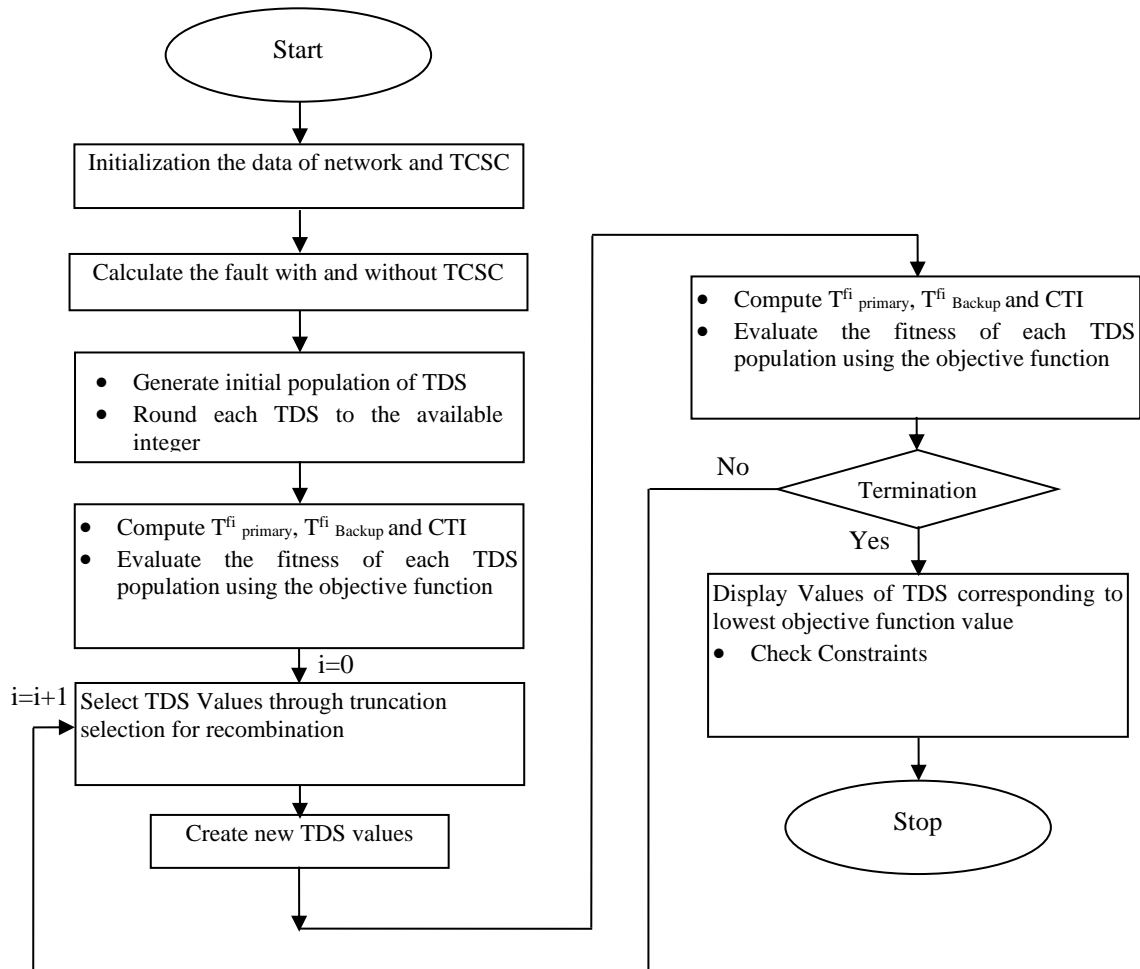 Start
Initialization the data of network and TCSC
Calculate the fault with and without TCSC
• Generate initial population of TDS
• Round each TDS to the available
integer
• Compute T^fi primary, T^fi Backup and CTI
• Evaluate the fitness of each TDS
population using the objective function
i=0
i=i+1
Select TDS Values through truncation
selection for recombination
Create new TDS values
• Compute T^fi primary, T^fi Backup and CTI
• Evaluate the fitness of each TDS
population using the objective function
No
Termination
Yes
Display Values of TDS corresponding to
lowest objective function value
• Check Constraints
Stop